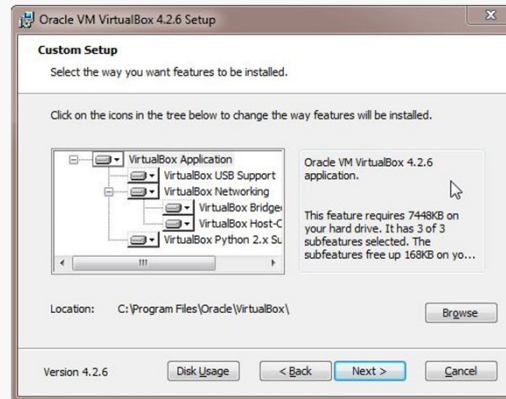 Oracle VM VirtualBox 4.2.6 Setup
Custom Setup
Select the way you want features to be installed.
Click on the icons in the tree below to change the way features will be installed.
VirtualBox Application
VirtualBox USB Support
VirtualBox Networking
VirtualBox Bridge
VirtualBox Host-C
VirtualBox Python 2.x Su
Oracle VM VirtualBox 4.2.6
application.
This feature requires 7448KB on
your hard drive. It has 3 of 3
subfeatures selected. The
subfeatures free up 168KB on yo...
Location: C:\Program Files\Oracle\VirtualBox\
Browse
Version 4.2.6
Disk Usage
< Back
Next >
Cancel